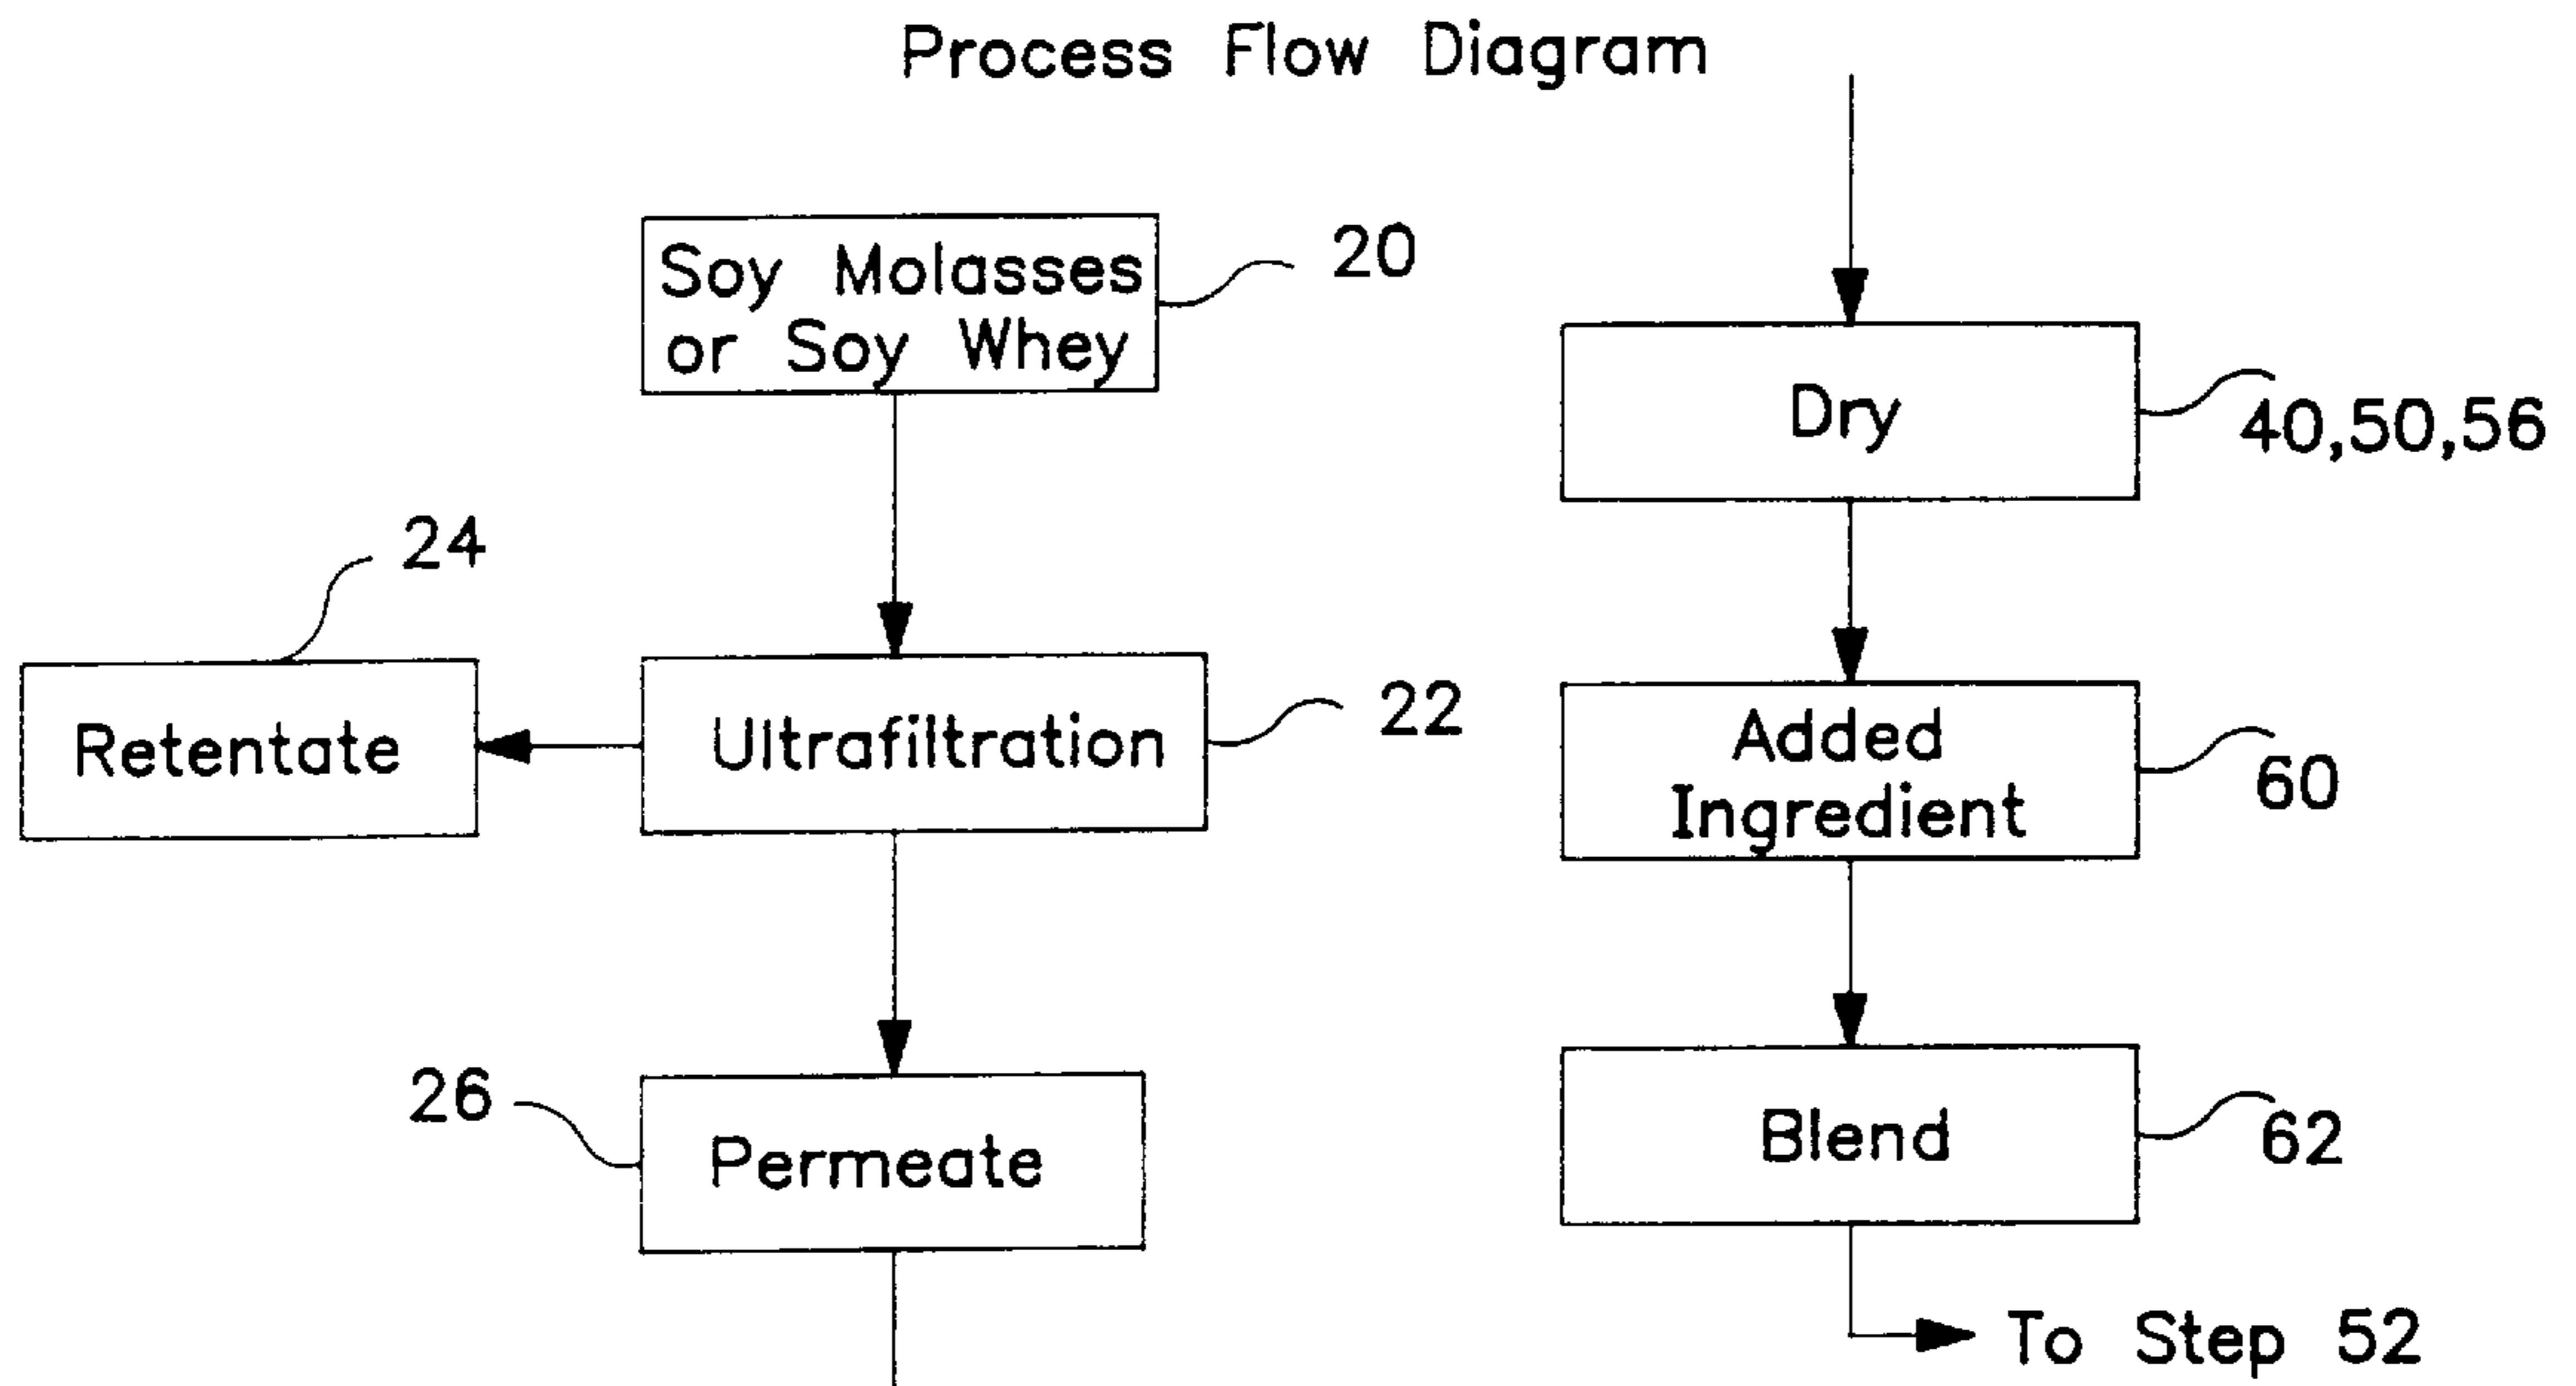 Process Flow Diagram
Soy Molasses
or Soy Whey
20
24
Retentate
Ultrafiltration
22
26
Permeate
Dry
40,50,56
Added
Ingredient
60
Blend
62
To Step 52